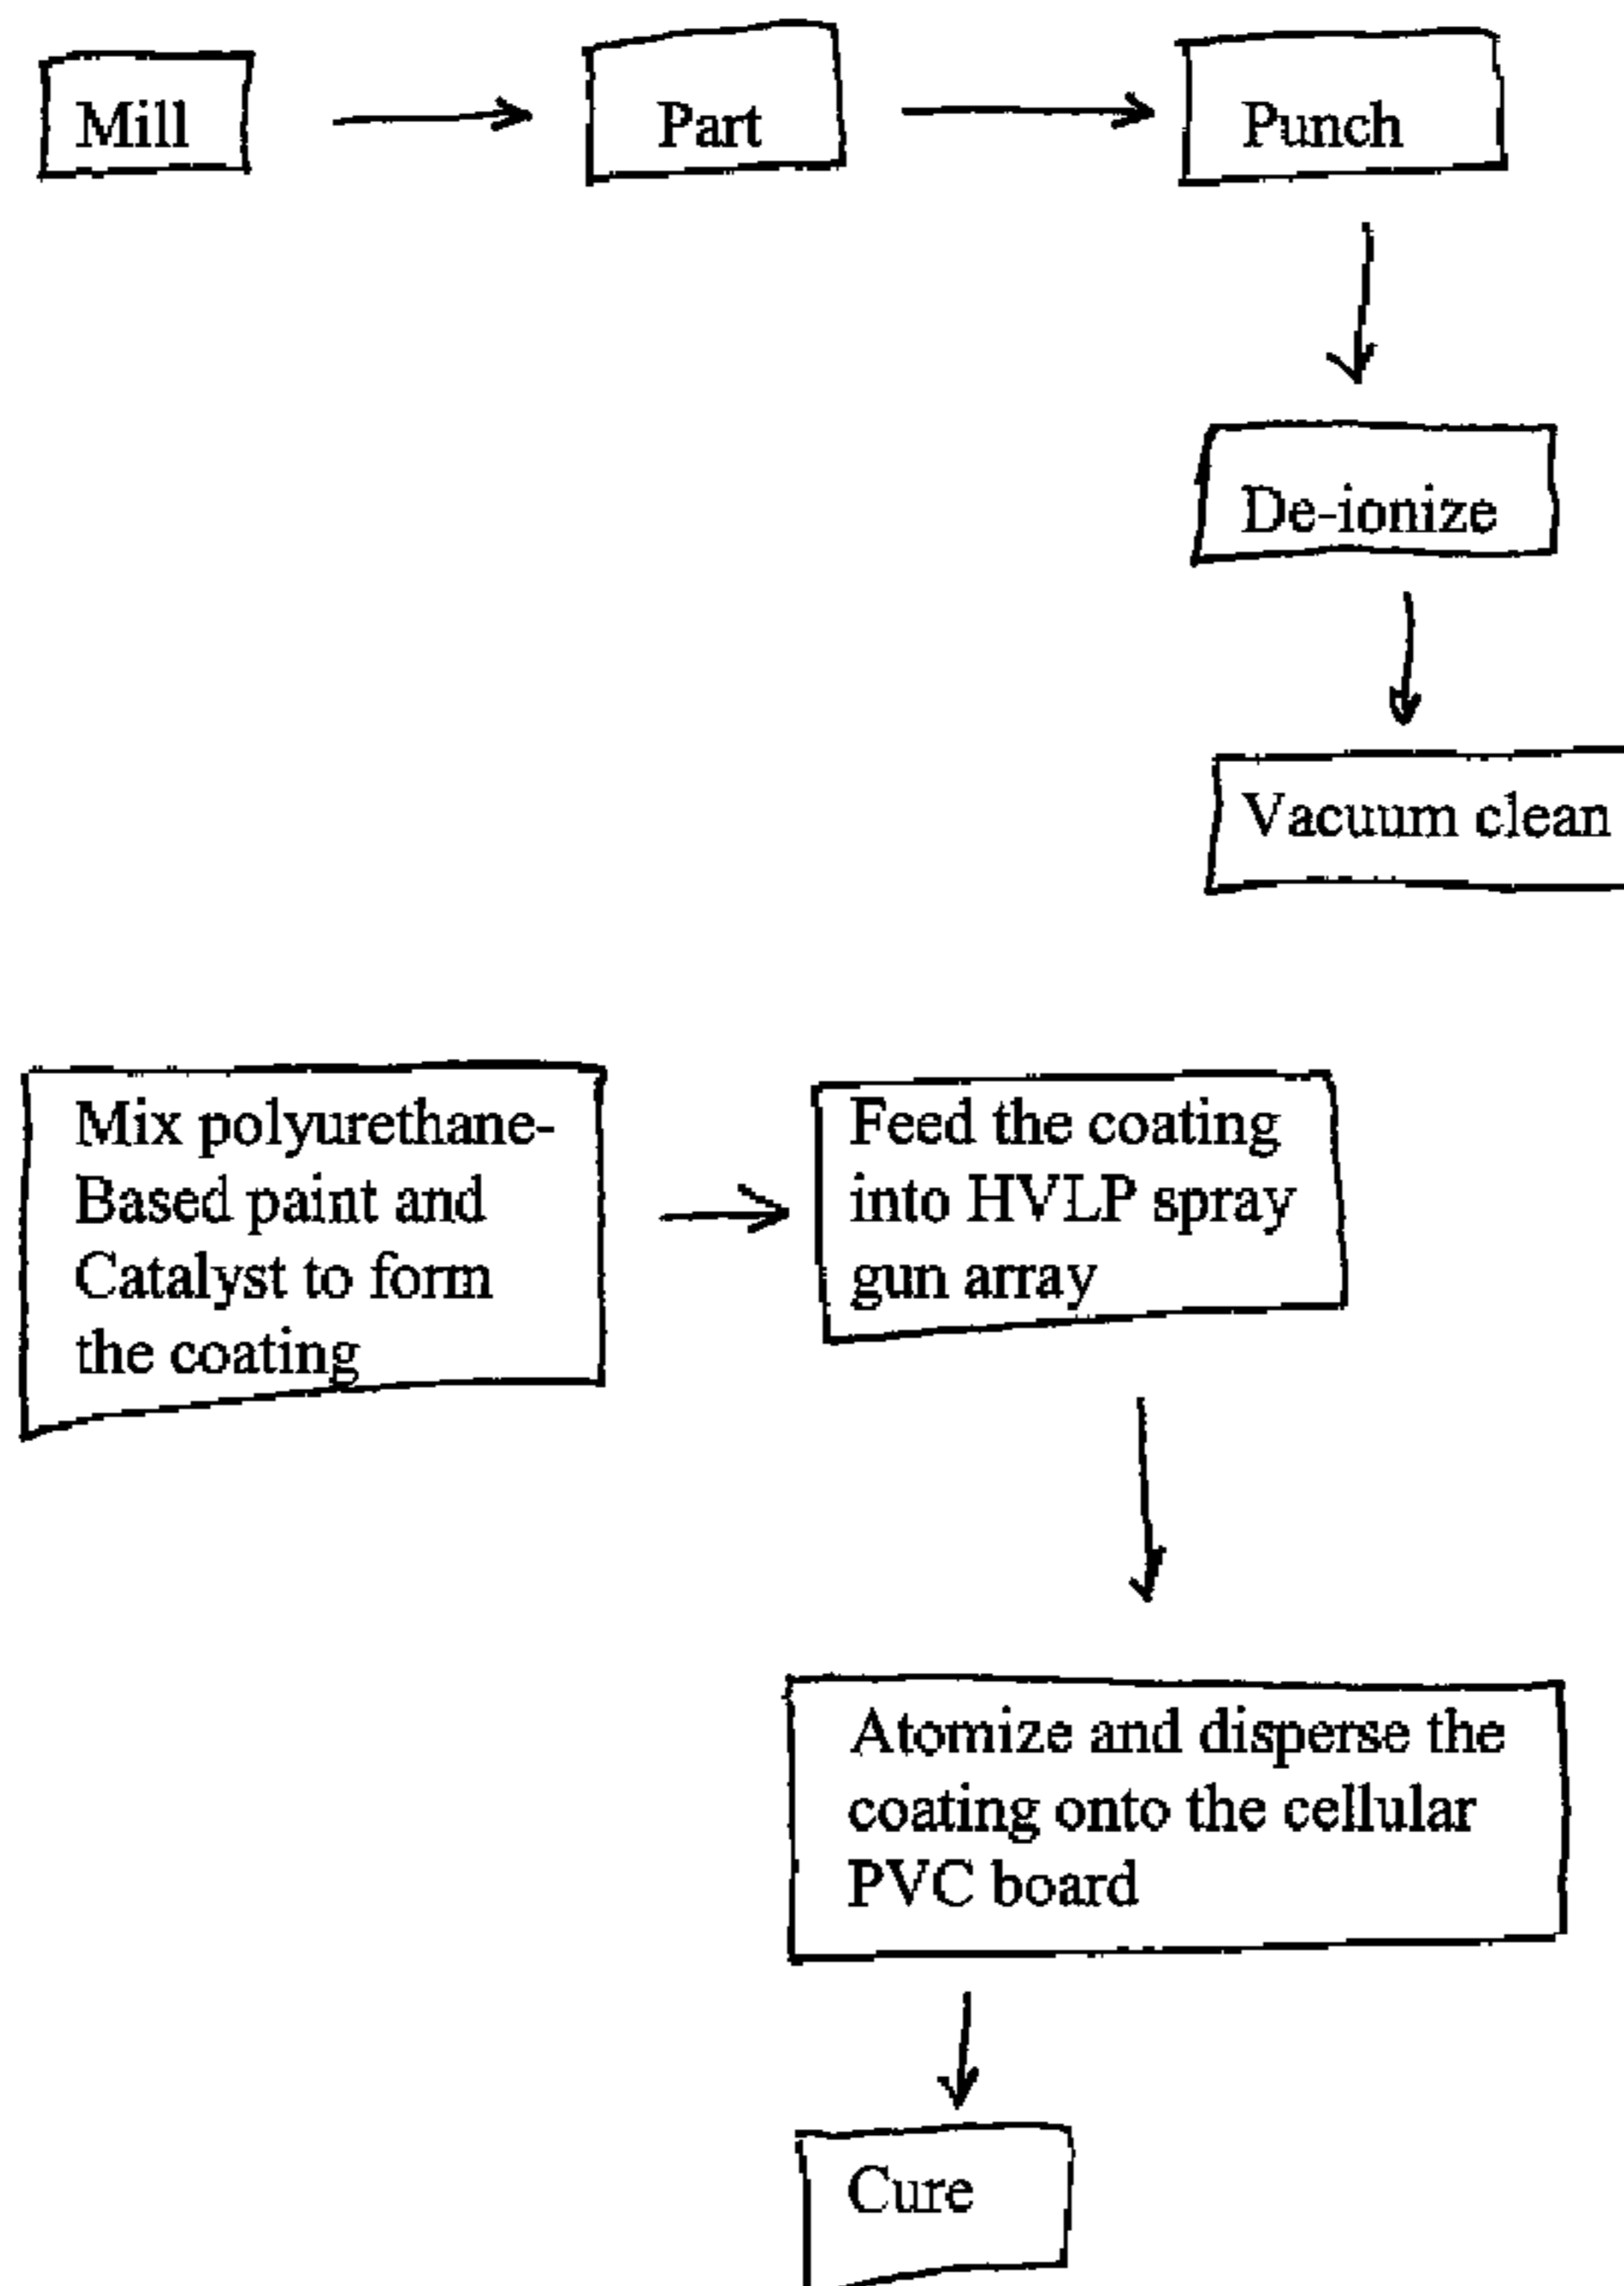 Mill
Part
Punch
De-ionize
Vacuum clean
Mix polyurethane-
Based paint and
Catalyst to form
the coating
Feed the coating
into HVLP spray
gun array
Atomize and disperse the
coating onto the cellular
PVC board
Cure